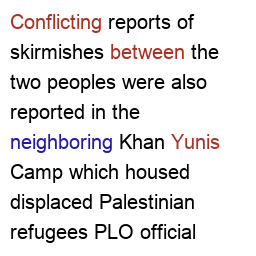 Conflicting reports of
skirmishes between the
two peoples were also
reported in the
neighboring Khan Yunis
Camp which housed
displaced Palestinian
refugees PLO official